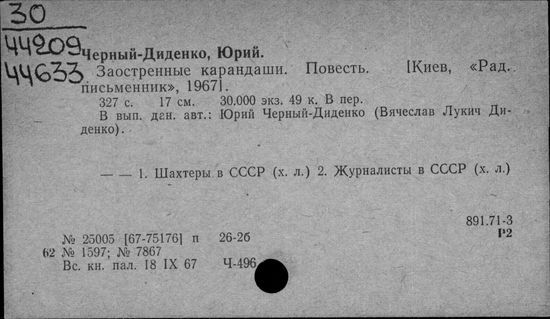 30
44209
44633
Черный-Диденко, Юрий.
Заостренные карандаши. Повесть. [Киев, «Рад.
письменник», 1967].
327 с. 17 см. 30.000 экз. 49 к. В пер.
В вып. дан. авт.: Юрий Черный-Диденко (Вячеслав Лукич Ди-
денко).
— — 1. Шахтеры в СССР (х. л.) 2. Журналисты в СССР (х. л.)
891.71-3
Р2
№ 25005 [67-75176] п 26-2б
62 № 1597; № 7867
Вс. кн. пал. 18 IX 67 Ч-496